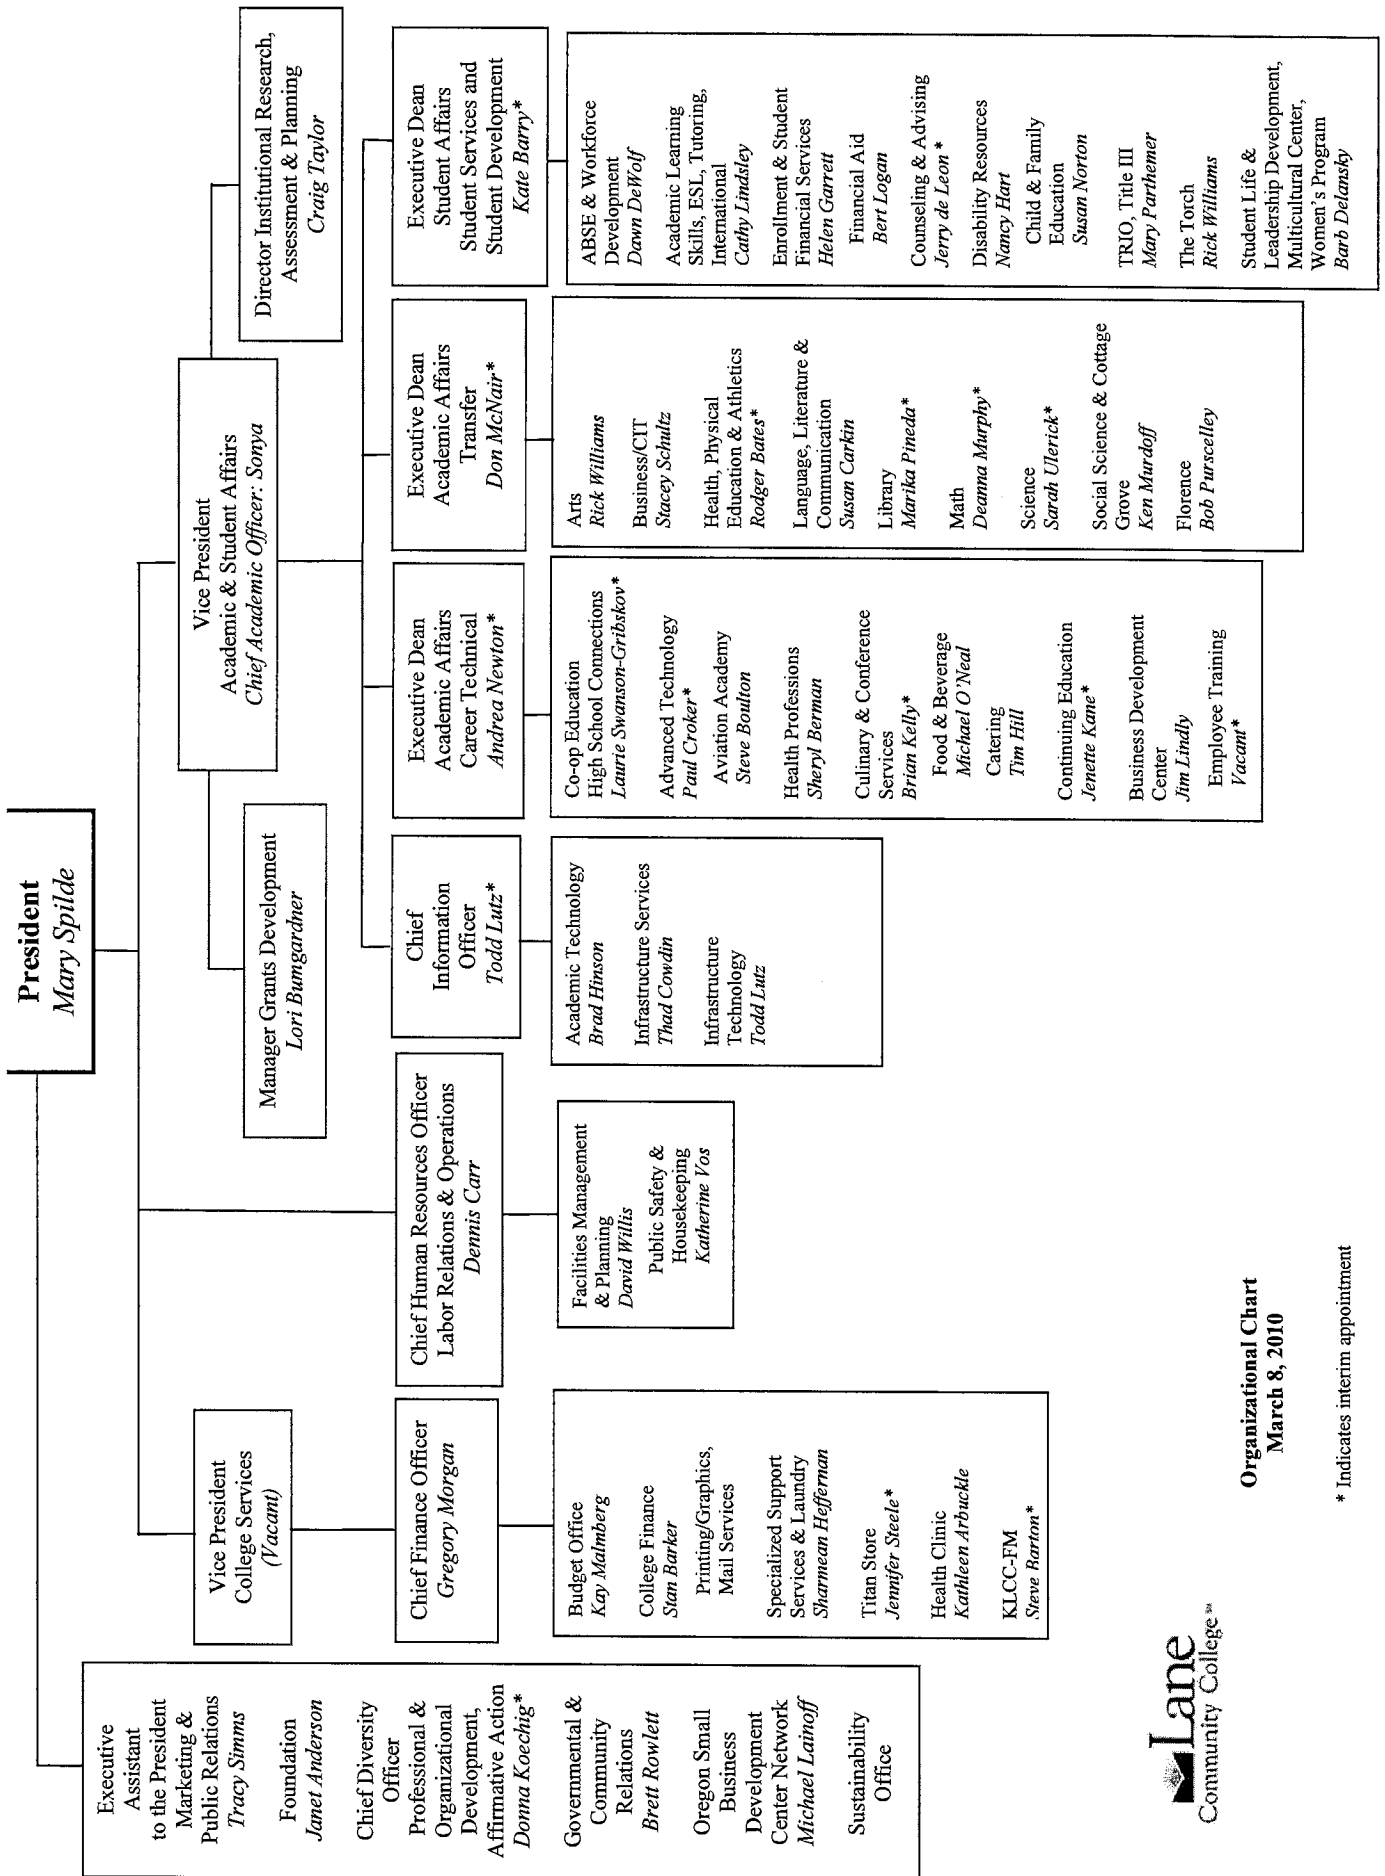 President
Mary Spilde
Executive
Assistant
to the President
Marketing &
Public Relations
Tracy Simms
Foundation
Janet Anderson
Chief Diversity
Officer
Professional &
Organizational
Development,
Affirmative Action
Donna Koechig*
Governmental &
Community
Relations
Brett Rowlett
Oregon Small
Business
Development
Center Network
Michael Lainoff
Sustainability
Office
Vice President
College Services
(Vacant)
Chief Finance Officer
Gregory Morgan
Budget Office
Kay Malmberg
College Finance
Stan Barker
Printing/Graphics,
Mail Services
Specialized Support
Services & Laundry
Sharmean Heffernan
Titan Store
Jennifer Steele*
Health Clinic
Kathleen Arbuckle
KLCC-FM
Steve Barton*
Chief Human Resources Officer
Labor Relations & Operations
Dennis Carr
Facilities Management
& Planning
David Willis
Public Safety &
Housekeeping
Katherine Vos
Vice President
Academic & Student Affairs
Chief Academic Officer: Sonya
Manager Grants Development
Lori Bumgardner
Director Institutional Research,
Assessment & Planning
Craig Taylor
Chief
Information
Officer
Todd Lutz*
Academic Technology
Brad Hinson
Infrastructure Services
Thad Cowdin
Infrastructure
Technology
Todd Lutz
Executive Dean
Academic Affairs
Career Technical
Andrea Newton*
Co-op Education
High School Connections
Laurie Swanson-Gribskov*
Advanced Technology
Paul Croker*
Aviation Academy
Steve Boulton
Health Professions
Sheryl Berman
Culinary & Conference
Services
Brian Kelly*
Food & Beverage
Michael O'Neal
Catering
Tim Hill
Continuing Education
Jenette Kane*
Business Development
Center
Jim Lindly
Employee Training
Vacant*
Executive Dean
Academic Affairs
Transfer
Don McNair*
Arts
Rick Williams
Business/CIT
Stacey Schultz
Health, Physical
Education & Athletics
Rodger Bates*
Language, Literature &
Communication
Susan Carkin
Library
Marika Pineda*
Math
Deanna Murphy*
Science
Sarah Ulerick*
Social Science & Cottage
Grove
Ken Murdoff
Florence
Bob Purscelley
Executive Dean
Student Affairs
Student Services and
Student Development
Kate Barry*
ABSE & Workforce
Development
Dawn DeWolf
Academic Learning
Skills, ESL, Tutoring,
International
Cathy Lindsley
Enrollment & Student
Financial Services
Helen Garrett
Financial Aid
Bert Logan
Counseling & Advising
Jerry de Leon*
Disability Resources
Nancy Hart
Child & Family
Education
Susan Norton
TRIO, Title III
Mary Parthemer
The Torch
Rick Williams
Student Life &
Leadership Development,
Multicultural Center,
Women's Program
Barb Delansky
Lane
Community College
Organizational Chart
March 8, 2010
* Indicates interim appointment